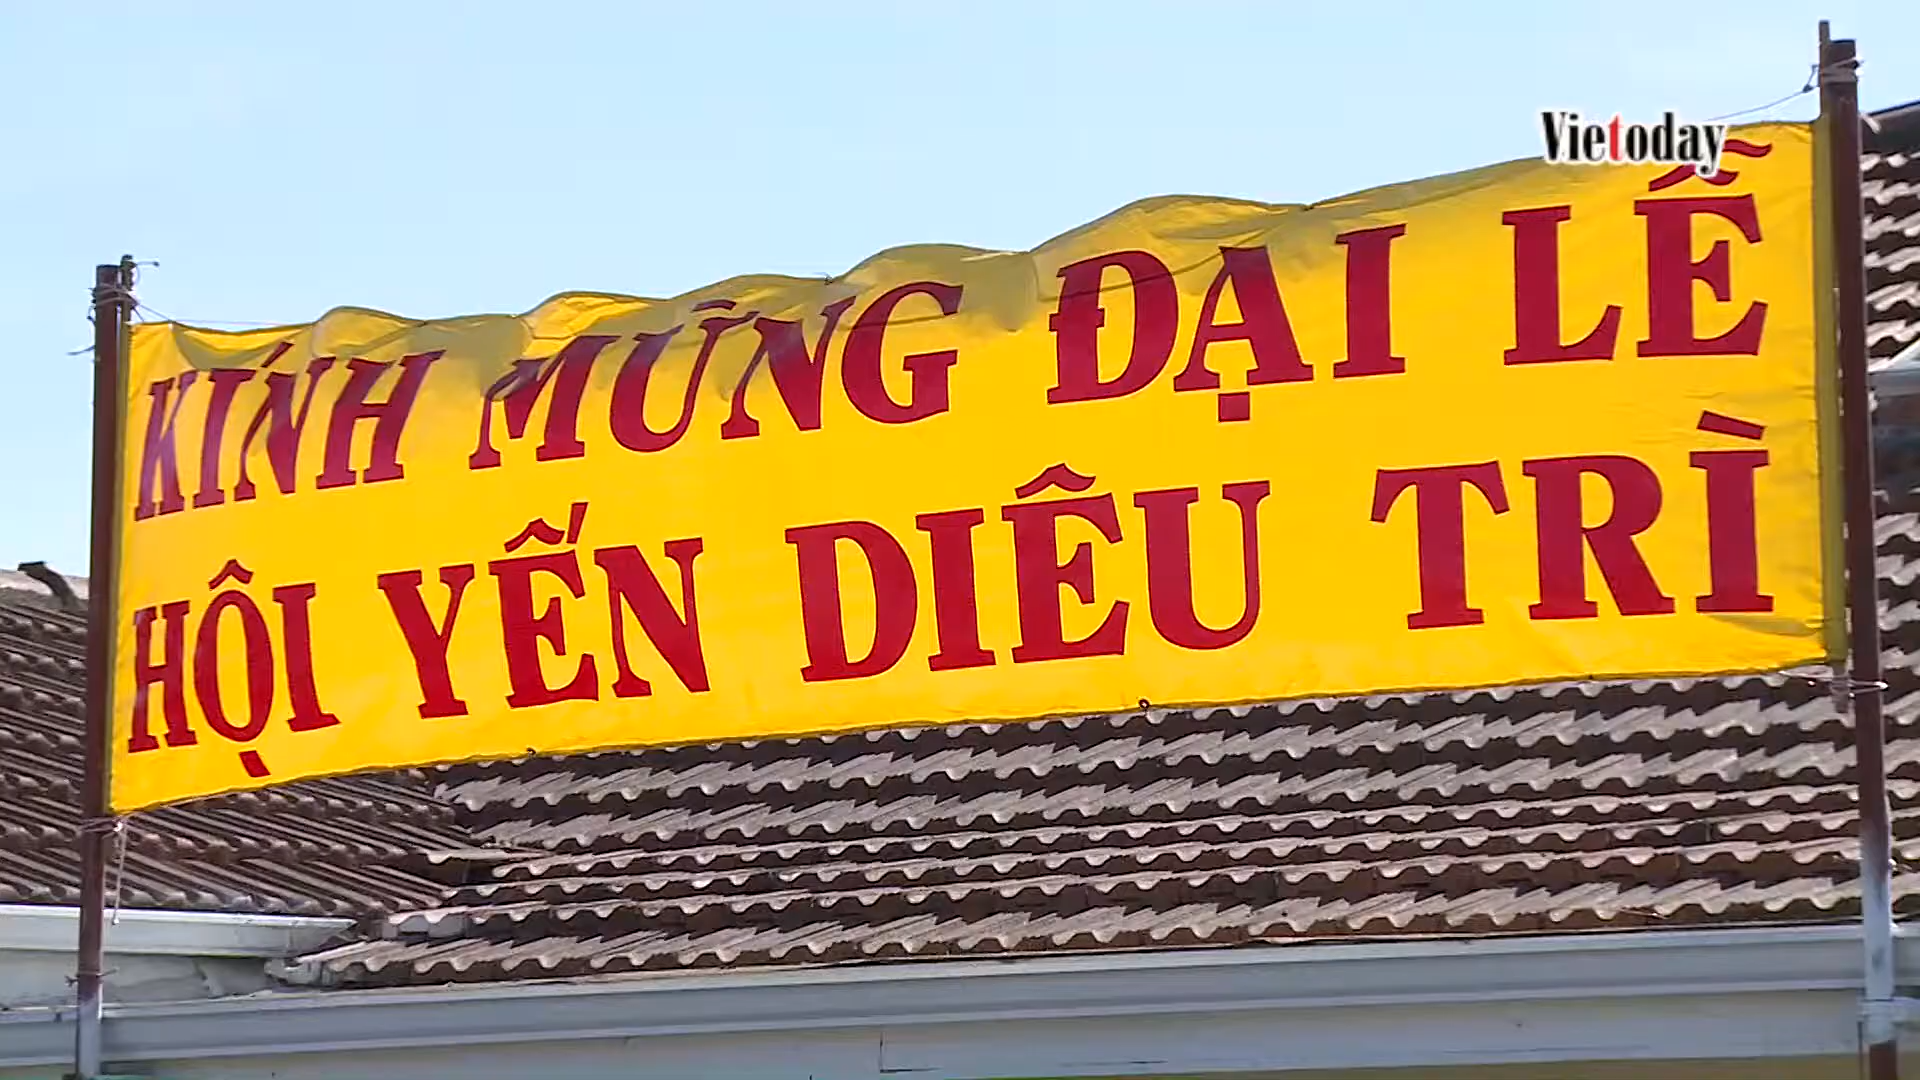 Vietoday
KÍNH MỪNG ĐẠI LỄ
HỘI YẾN DIÊU TRÌ